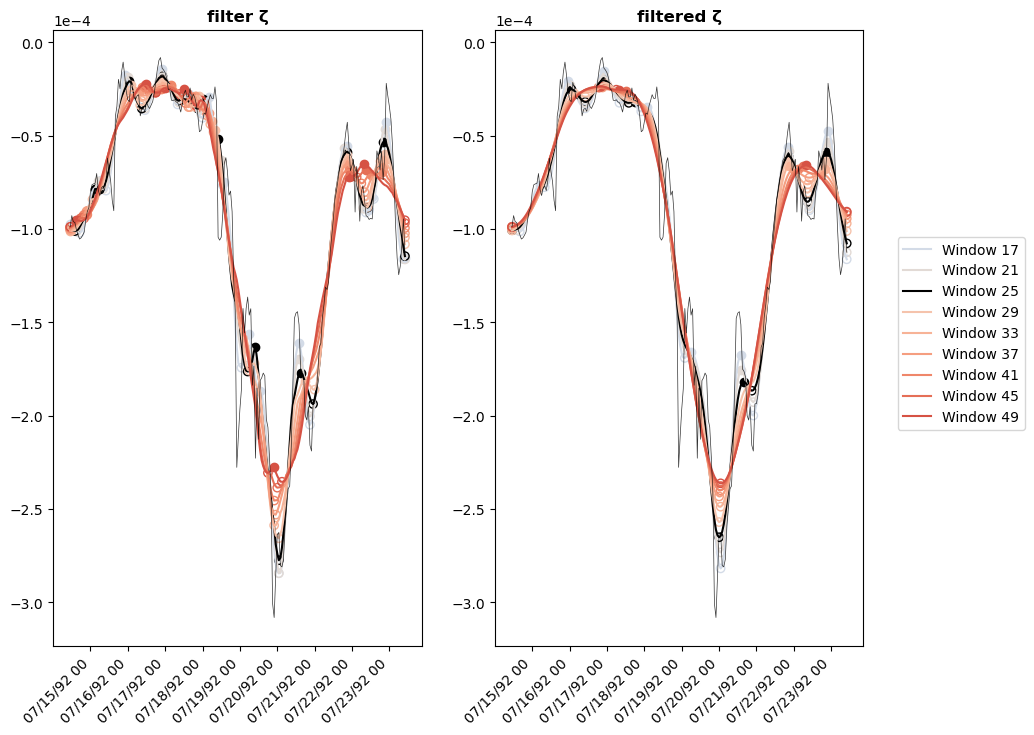 filter ζ
filtered ζ
1e−4
1e−4
0.0
−0.5
−1.0
−1.5
−2.0
−2.5
−3.0
0.0
−0.5
−1.0
−1.5
−2.0
−2.5
−3.0
Window 17
Window 21
Window 25
Window 29
Window 33
Window 37
Window 41
Window 45
Window 49
07/15/92 00
07/16/92 00
07/17/92 00
07/18/92 00
07/19/92 00
07/20/92 00
07/21/92 00
07/22/92 00
07/23/92 00
07/15/92 00
07/16/92 00
07/17/92 00
07/18/92 00
07/19/92 00
07/20/92 00
07/21/92 00
07/22/92 00
07/23/92 00